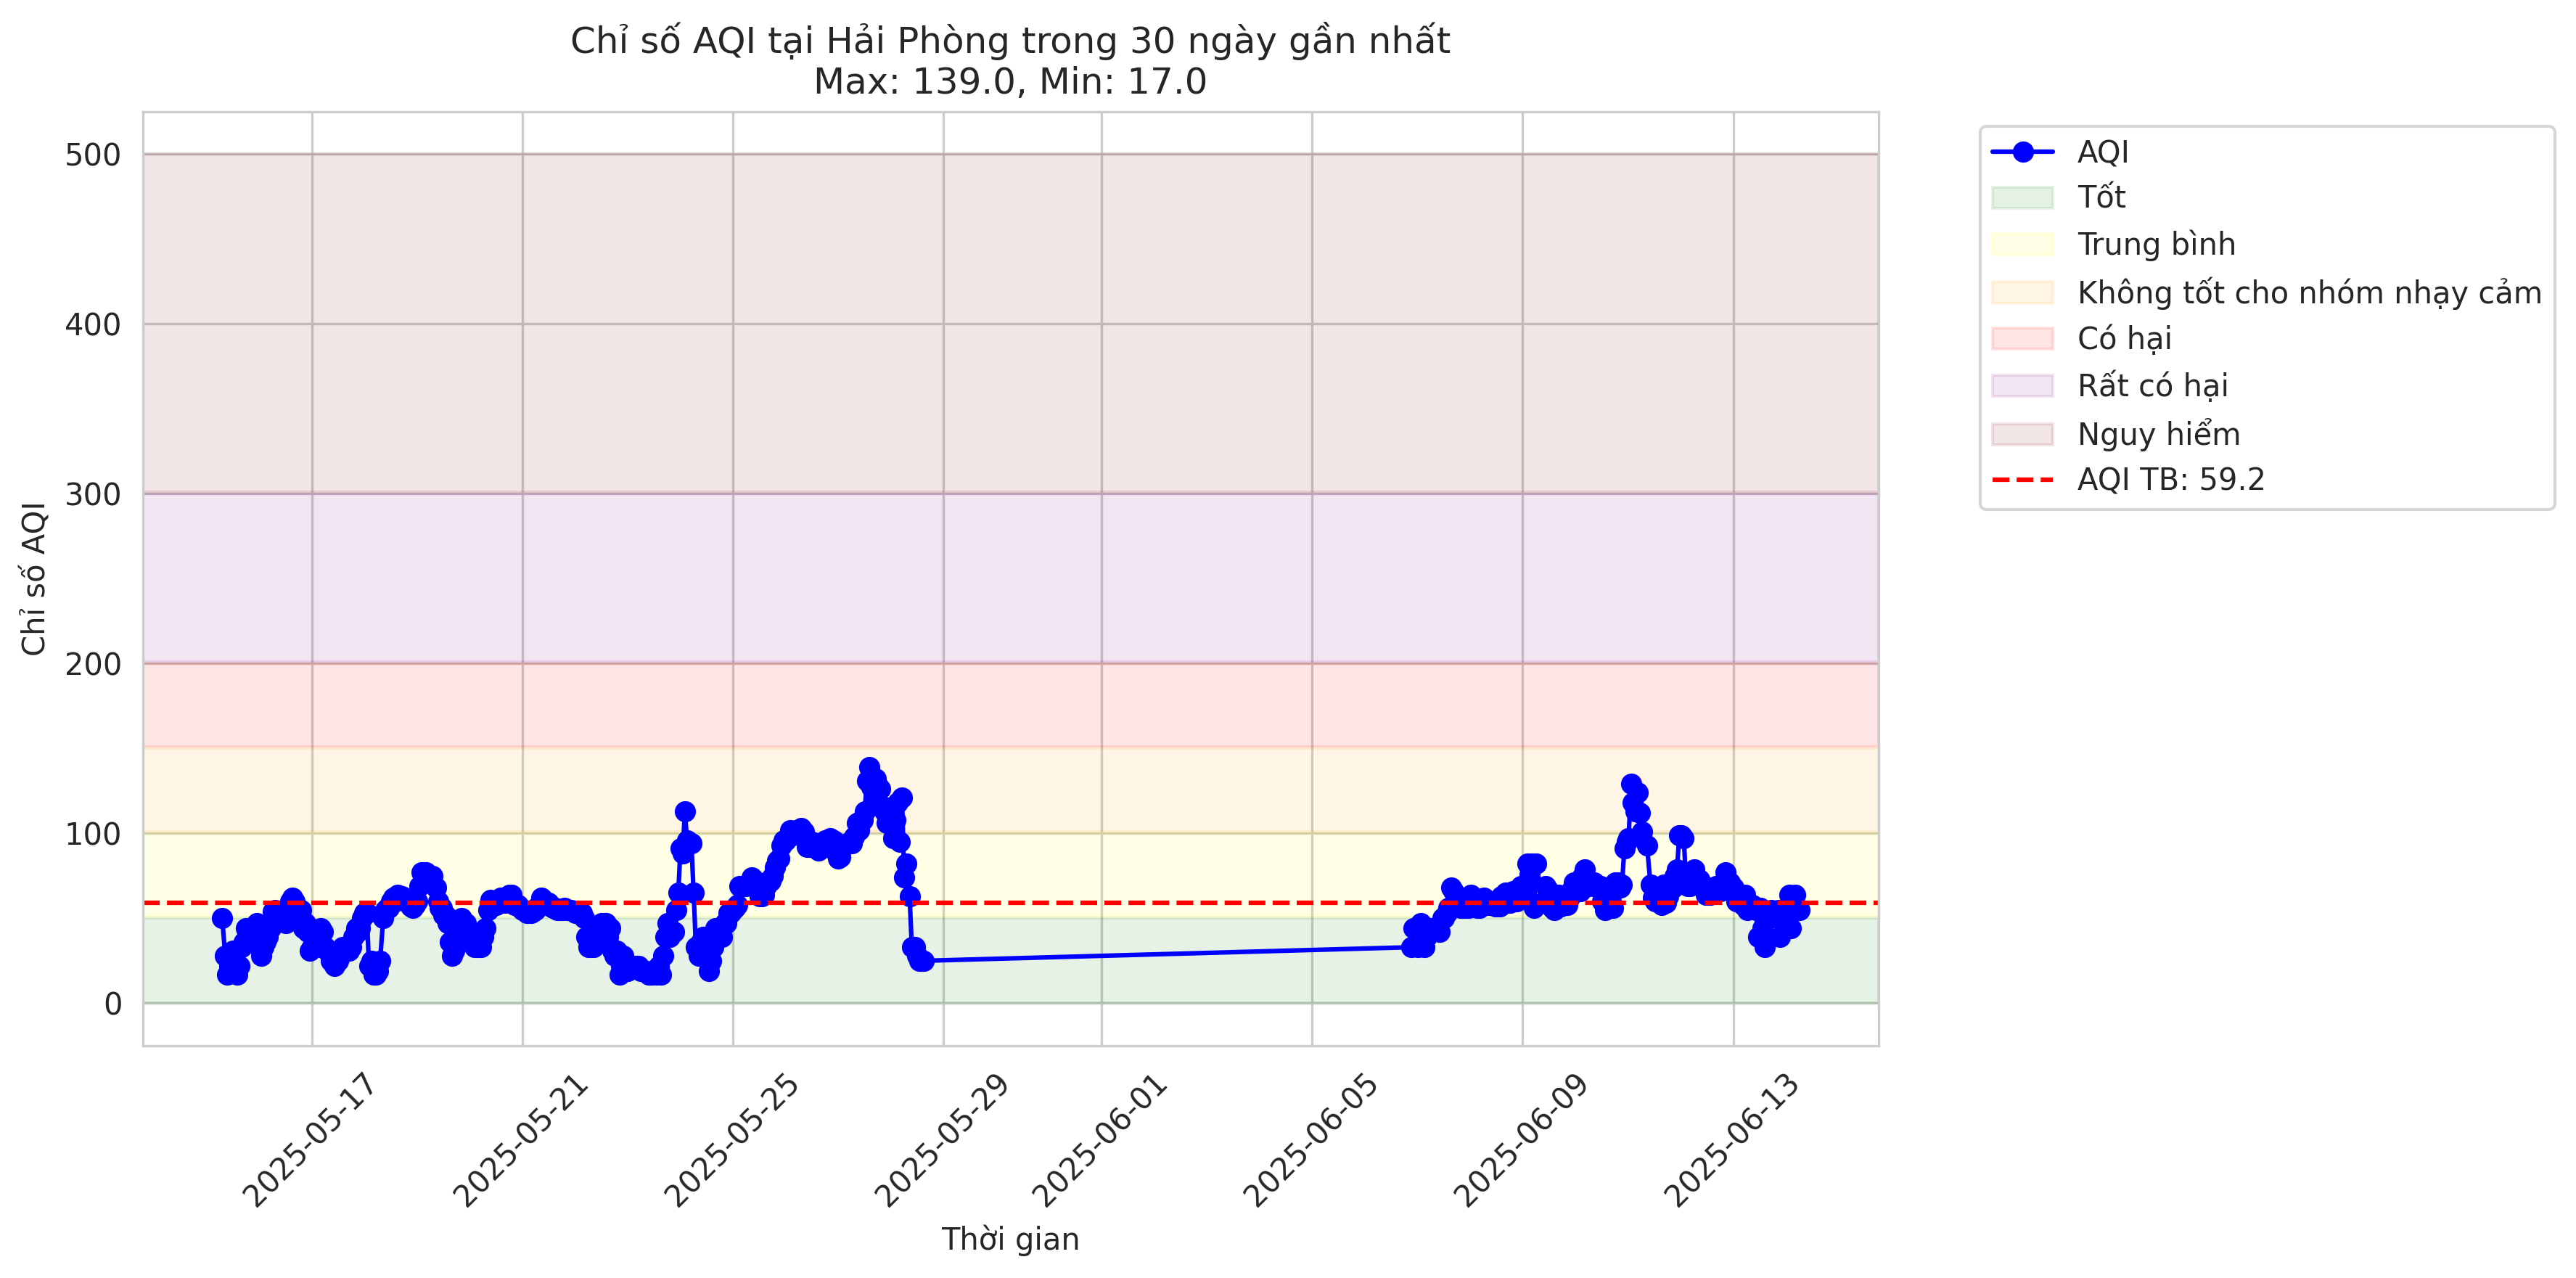 Chỉ số AQI tại Hải Phòng trong 30 ngày gần nhất
Max: 139.0, Min: 17.0
Chỉ số AQI
500
400
300
200
100
0
2025-05-17
2025-05-21
2025-05-25
2025-05-29
2025-06-01
2025-06-05
2025-06-09
2025-06-13
Thời gian
AQI
Tốt
Trung bình
Không tốt cho nhóm nhạy cảm
Có hại
Rất có hại
Nguy hiểm
AQI TB: 59.2